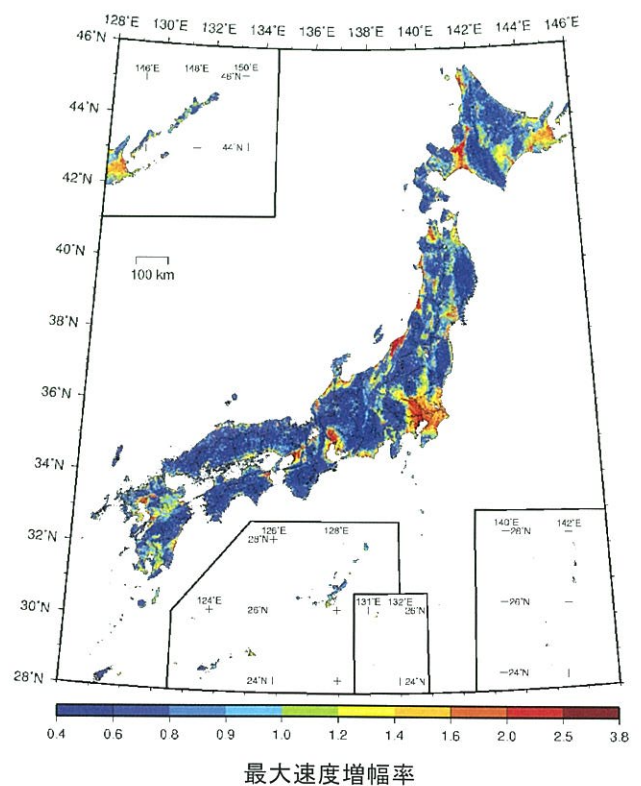 128°E 130°E 132°E 134°E 136°E 138°E 140°E 142°E 144°E 146°E
46°N
146°E 148°E 150°E
46°N
44°N
44°N
42°N
40°N
100 km
38°N
36°N
34°N
32°N
126°E 128°E
28°N
140°E 142°E
28°N
30°N
124°E
26°N
131°E 132°E
26°N
26°N
28°N
24°N
24°N
24°N
0.4 0.6 0.8 0.9 1.0 1.2 1.4 1.6 2.0 2.5 3.8
最大速度増幅率